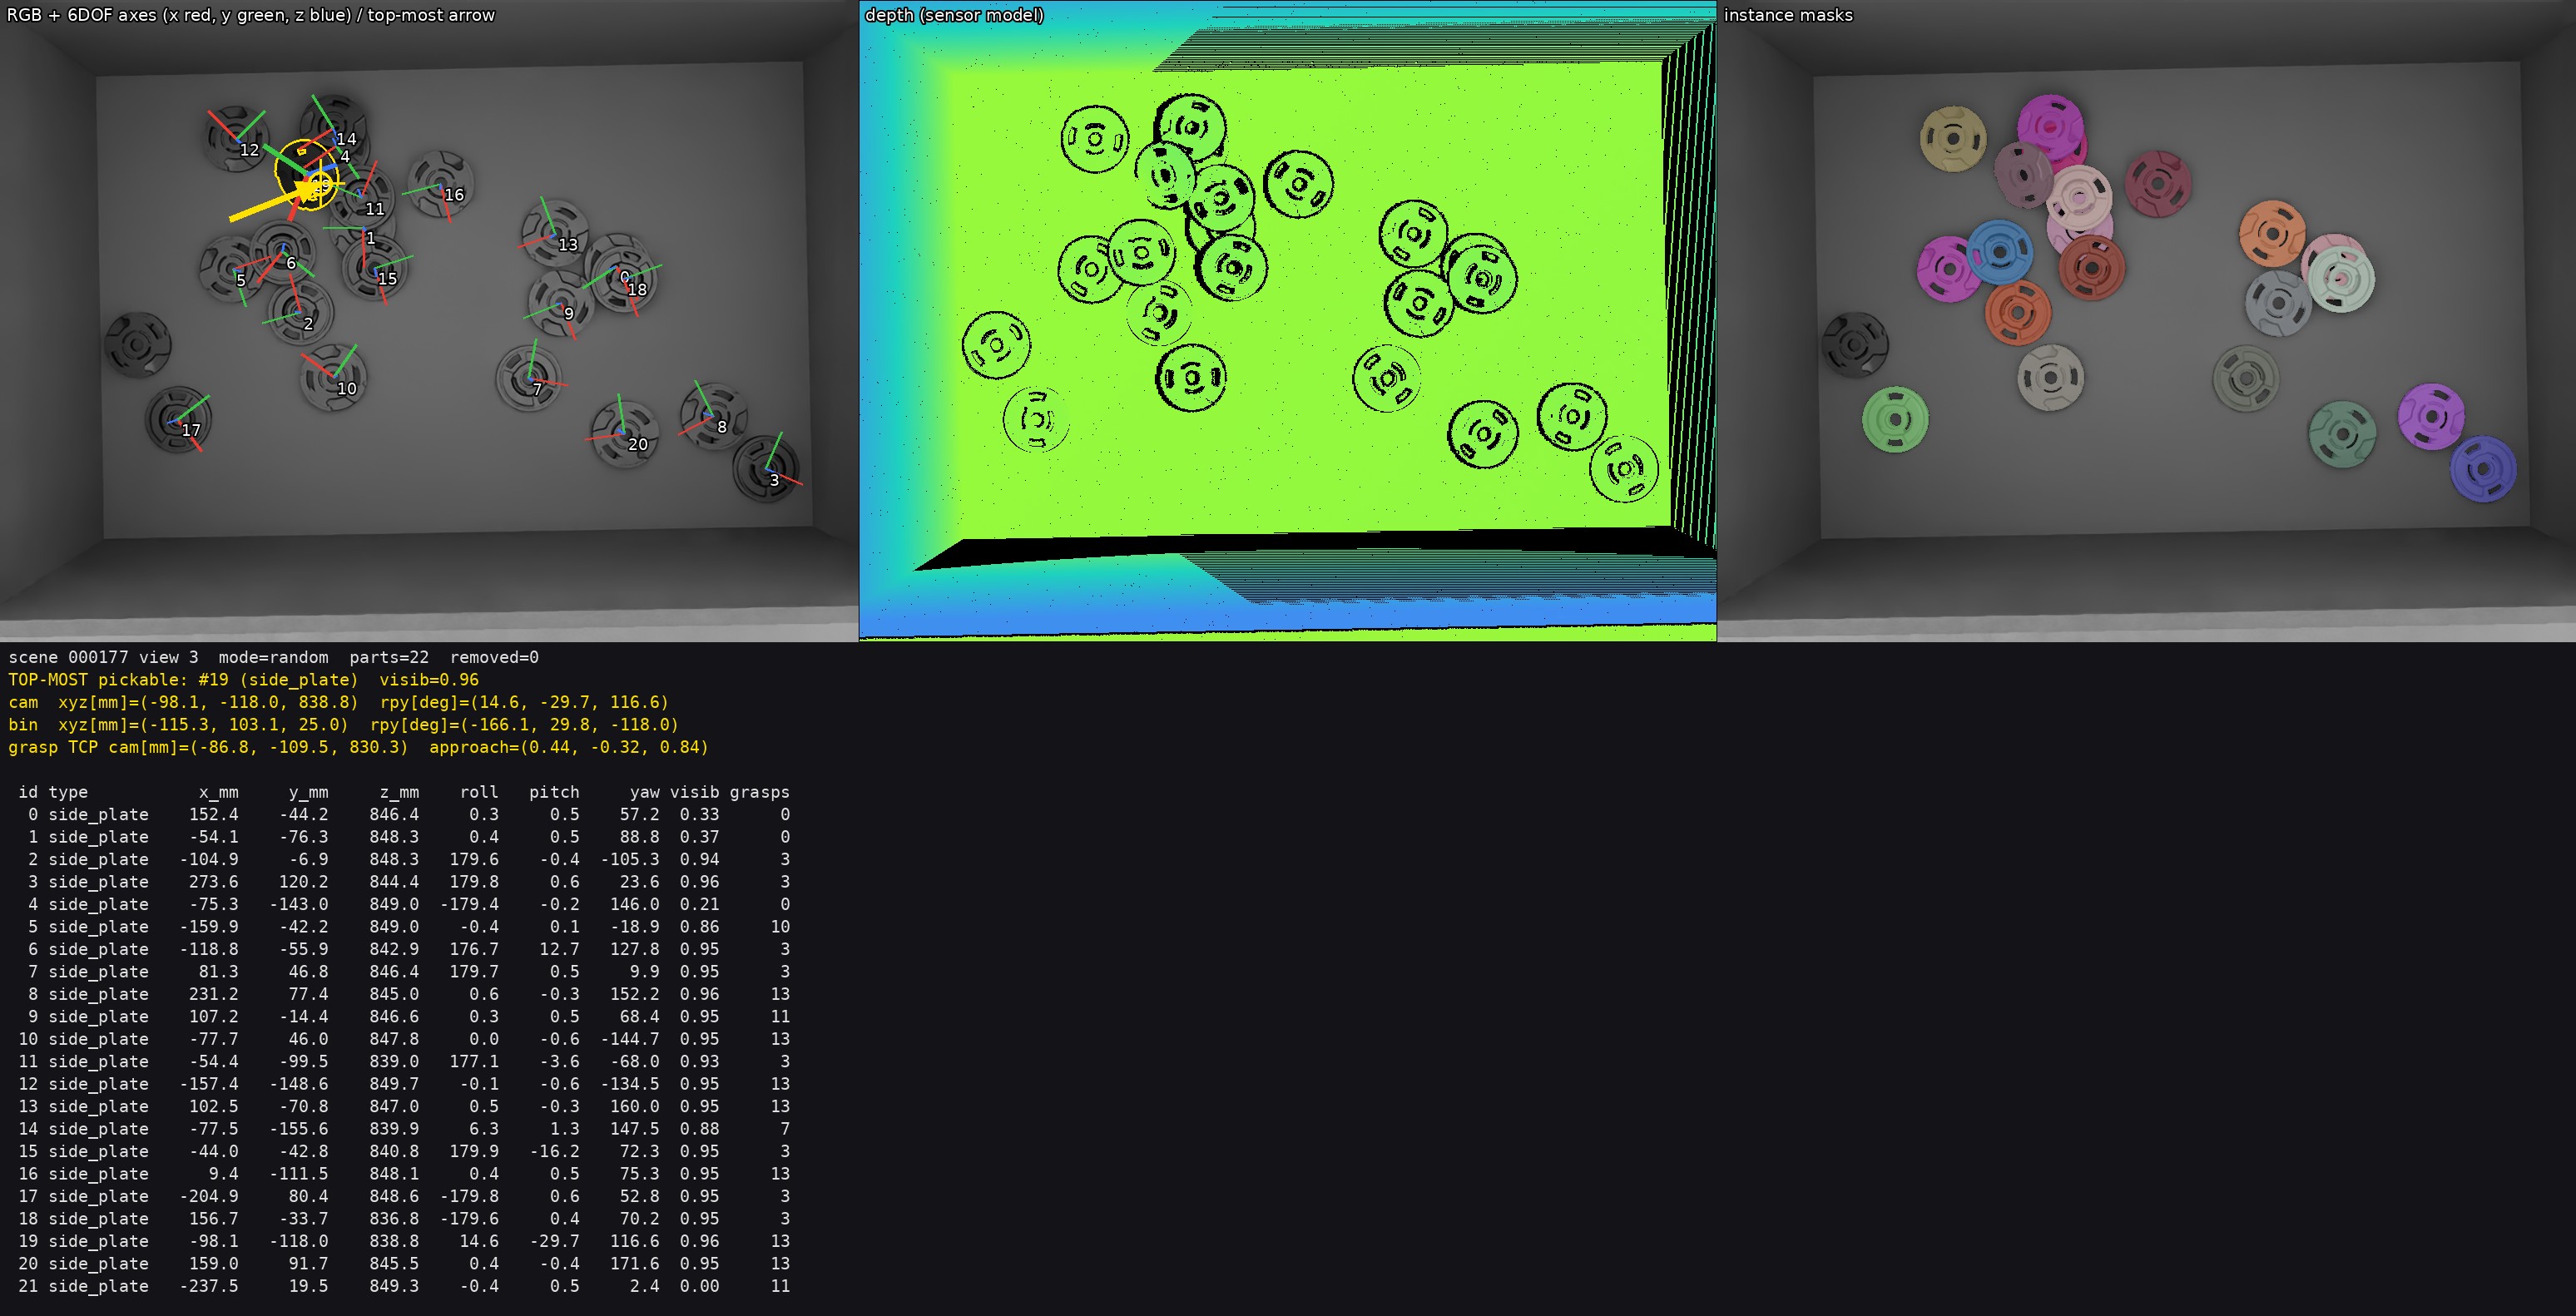 RGB + 6DOF axes (x red, y green, z blue) / top-most arrow
depth (sensor model)
instance masks
14
12
4
19
16
11
1
13
6
5
15
0
18
2
9
10
7
17
8
20
3
scene 000177 view 3  mode=random  parts=22  removed=0
TOP-MOST pickable: #19 (side_plate)  visib=0.96
cam  xyz[mm]=(-98.1, -118.0, 838.8)  rpy[deg]=(14.6, -29.7, 116.6)
bin  xyz[mm]=(-115.3, 103.1, 25.0)  rpy[deg]=(-166.1, 29.8, -118.0)
grasp TCP cam[mm]=(-86.8, -109.5, 830.3)  approach=(0.44, -0.32, 0.84)
id type x_mm y_mm z_mm roll pitch yaw visib grasps
0 side_plate 152.4 -44.2 846.4 0.3 0.5 57.2 0.33 0
1 side_plate -54.1 -76.3 848.3 0.4 0.5 88.8 0.37 0
2 side_plate -104.9 -6.9 848.3 179.6 -0.4 -105.3 0.94 3
3 side_plate 273.6 120.2 844.4 179.8 0.6 23.6 0.96 3
4 side_plate -75.3 -143.0 849.0 -179.4 -0.2 146.0 0.21 0
5 side_plate -159.9 -42.2 849.0 -0.4 0.1 -18.9 0.86 10
6 side_plate -118.8 -55.9 842.9 176.7 12.7 127.8 0.95 3
7 side_plate 81.3 46.8 846.4 179.7 0.5 9.9 0.95 3
8 side_plate 231.2 77.4 845.0 0.6 -0.3 152.2 0.96 13
9 side_plate 107.2 -14.4 846.6 0.3 0.5 68.4 0.95 11
10 side_plate -77.7 46.0 847.8 0.0 -0.6 -144.7 0.95 13
11 side_plate -54.4 -99.5 839.0 177.1 -3.6 -68.0 0.93 3
12 side_plate -157.4 -148.6 849.7 -0.1 -0.6 -134.5 0.95 13
13 side_plate 102.5 -70.8 847.0 0.5 -0.3 160.0 0.95 13
14 side_plate -77.5 -155.6 839.9 6.3 1.3 147.5 0.88 7
15 side_plate -44.0 -42.8 840.8 179.9 -16.2 72.3 0.95 3
16 side_plate 9.4 -111.5 848.1 0.4 0.5 75.3 0.95 13
17 side_plate -204.9 80.4 848.6 -179.8 0.6 52.8 0.95 3
18 side_plate 156.7 -33.7 836.8 -179.6 0.4 70.2 0.95 3
19 side_plate -98.1 -118.0 838.8 14.6 -29.7 116.6 0.96 13
20 side_plate 159.0 91.7 845.5 0.4 -0.4 171.6 0.95 13
21 side_plate -237.5 19.5 849.3 -0.4 0.5 2.4 0.00 11